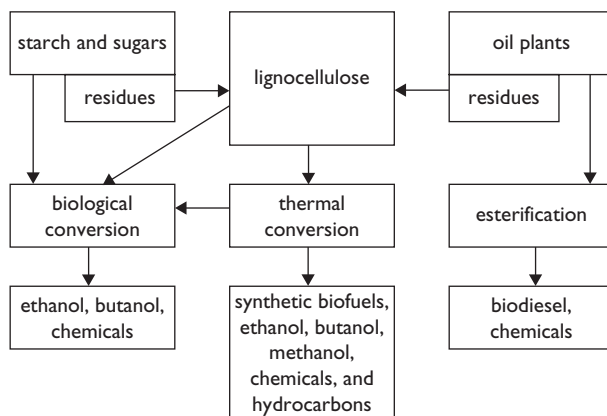 starch and sugars
residues
lignocellulose
oil plants
residues
biological
conversion
thermal
conversion
esterification
ethanol, butanol,
chemicals
synthetic biofuels,
ethanol, butanol,
methanol,
chemicals, and
hydrocarbons
biodiesel,
chemicals